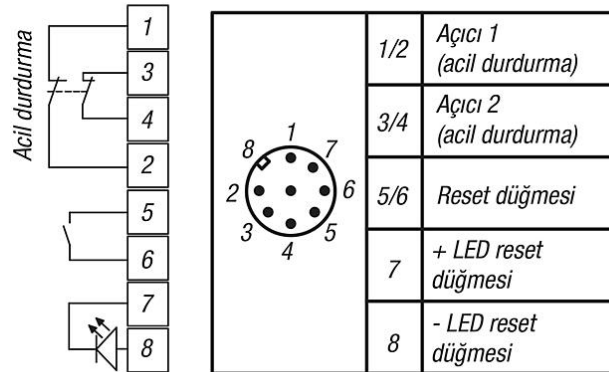 Acil durdurma
1
3
4
2
5
6
7
8
1
8
7
2
6
3
5
4
1/2
Açıcı 1
(acil durdurma)
3/4
Açıcı 2
(acil durdurma)
5/6
Reset düğmesi
7
+ LED reset
düğmesi
8
- LED reset
düğmesi